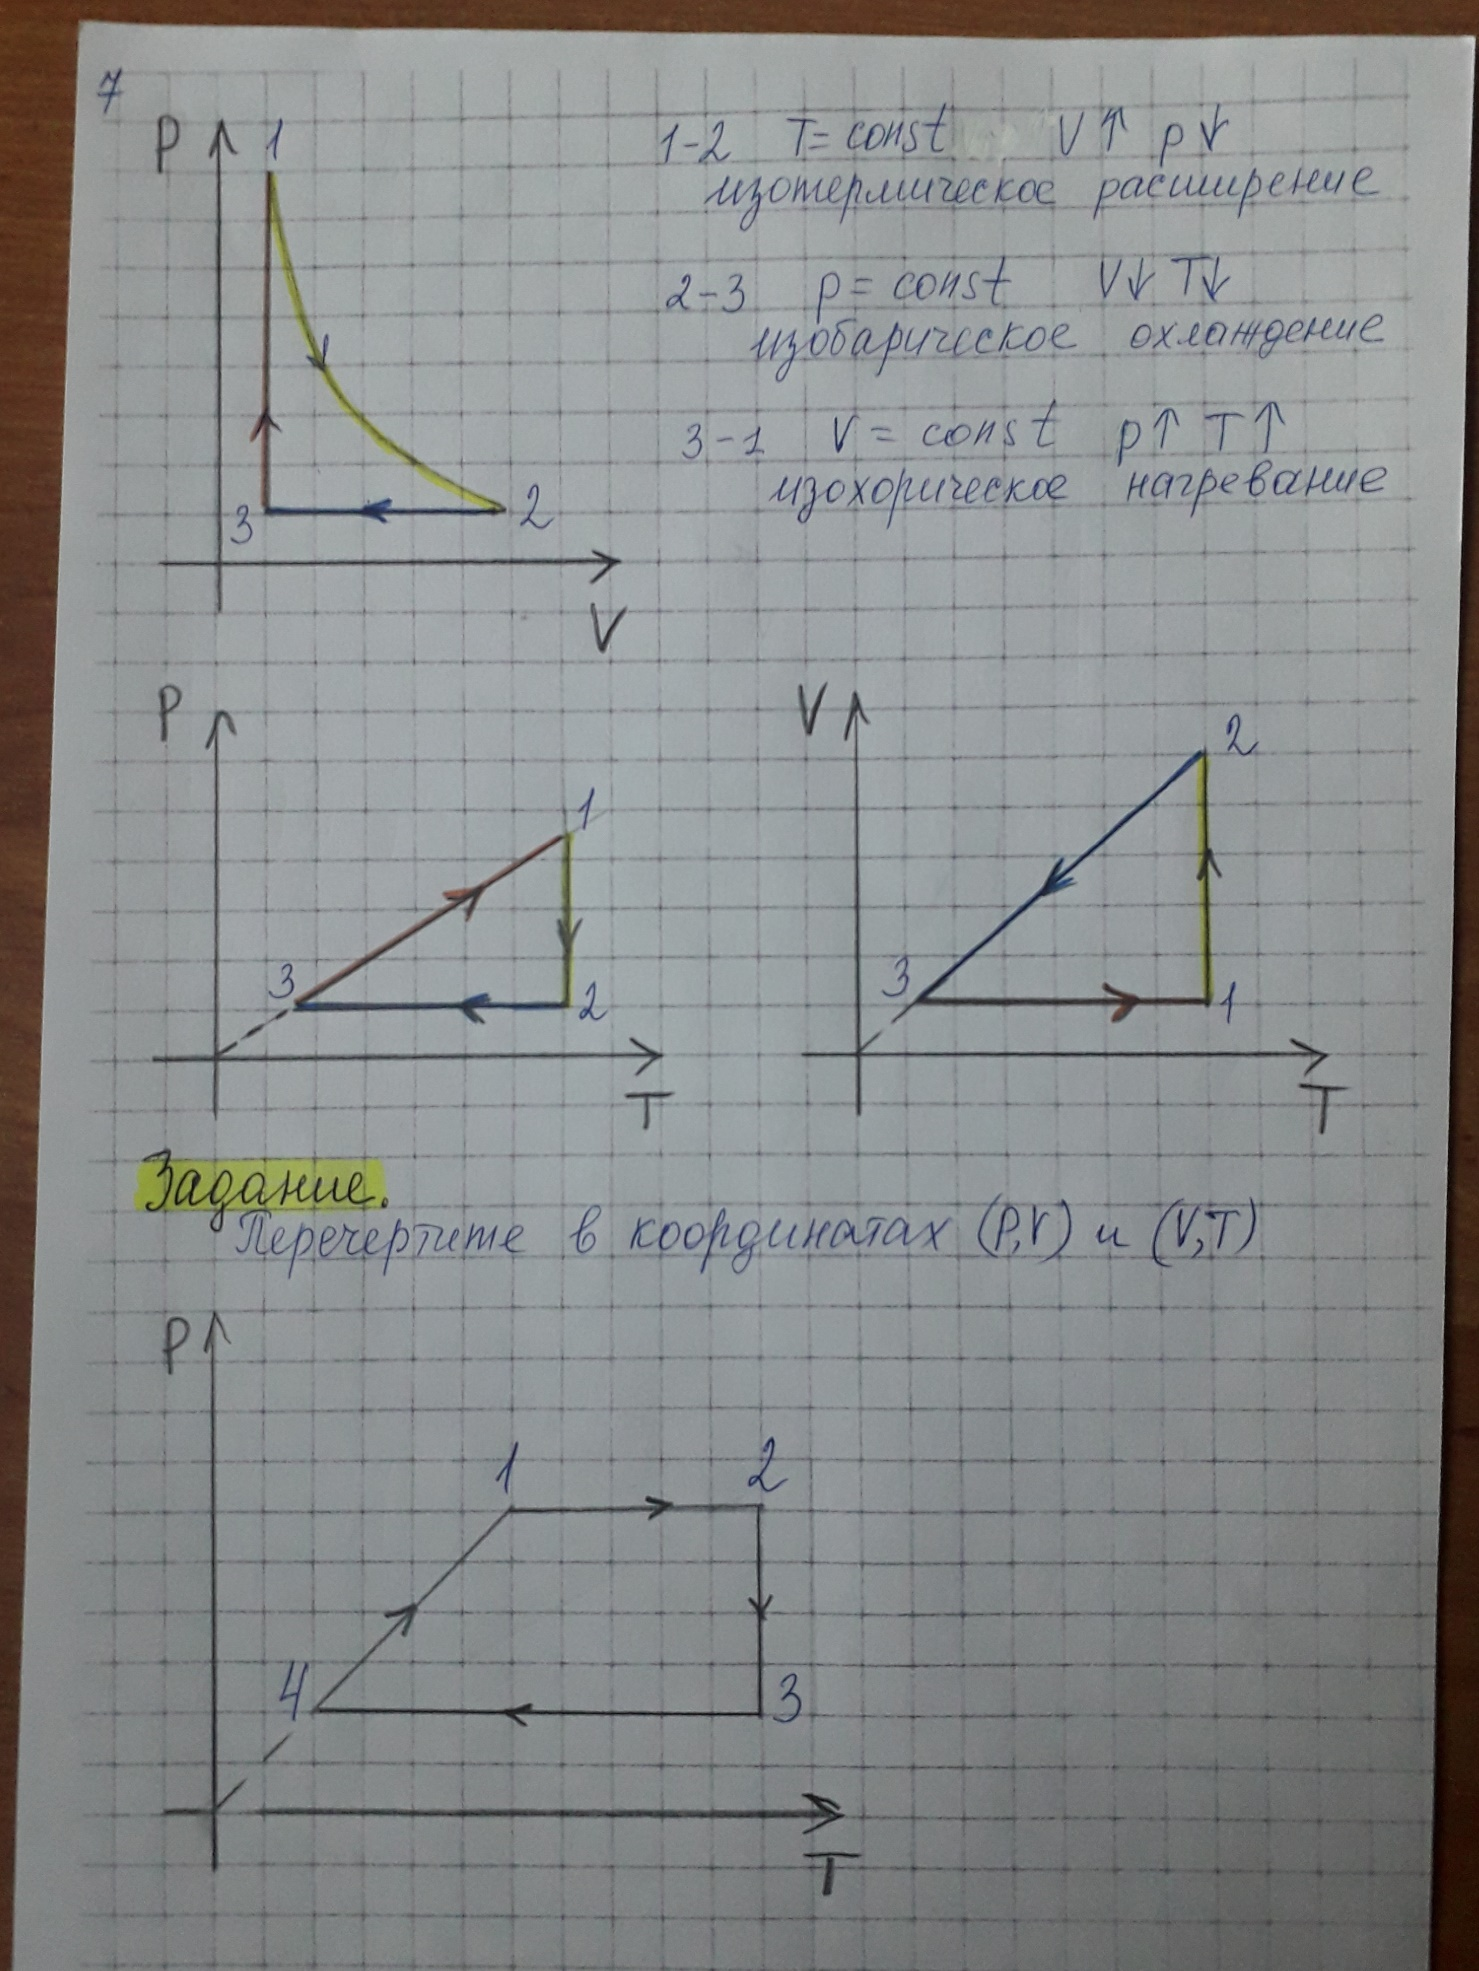 7
P
1
3
2
V
1-2 T= const V↑ p↓
изотермическое расширение
2-3 p = const V↓ T↓
изобарическое охлаждение
3-1 V = const p↑ T↑
изохорическое нагревание
P
1
3
2
T
V
2
3
1
T
Задание.
Перечертите в координатах (P,V) и (V,T)
P
1
2
4
3
T